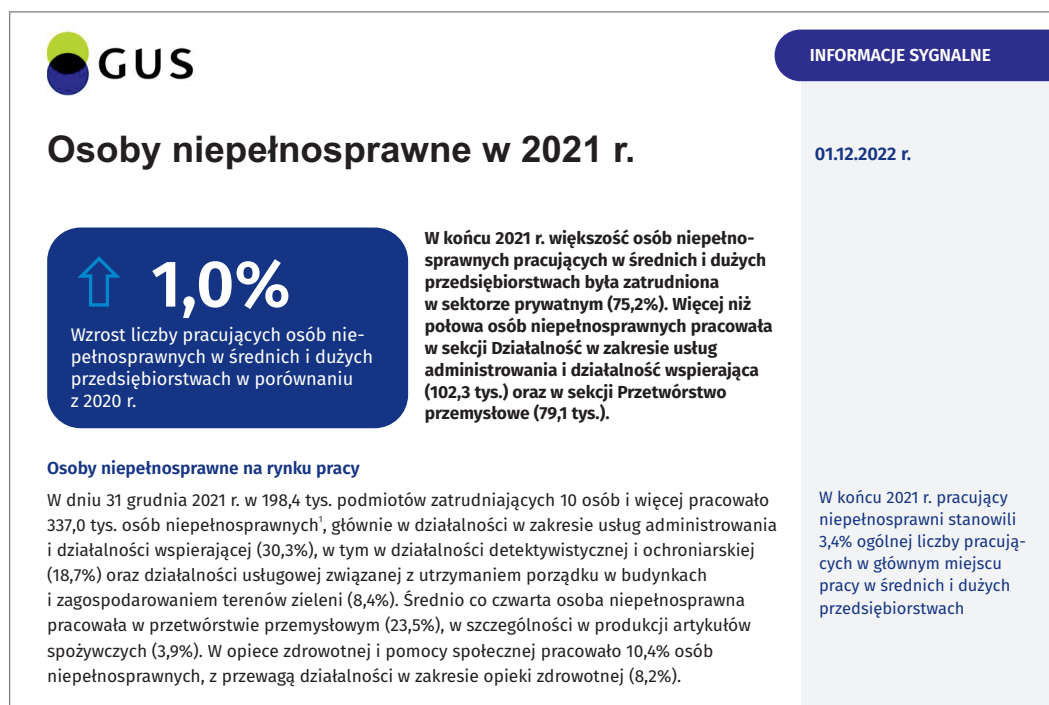 GUS
INFORMACJE SYGNALNE
Osoby niepełnosprawne w 2021 r.
01.12.2022 r.
1,0%
Wzrost liczby pracujących osób nie-
pełnosprawnych w średnich i dużych
przedsiębiorstwach w porównaniu
z 2020 r.
W końcu 2021 r. większość osób niepełno-
sprawnych pracujących w średnich i dużych
przedsiębiorstwach była zatrudniona
w sektorze prywatnym (75,2%). Więcej niż
połowa osób niepełnosprawnych pracowała
w sekcji Działalność w zakresie usług
administrowania i działalność wspierająca
(102,3 tys.) oraz w sekcji Przetwórstwo
przemysłowe (79,1 tys.).
Osoby niepełnosprawne na rynku pracy
W dniu 31 grudnia 2021 r. w 198,4 tys. podmiotów zatrudniających 10 osób i więcej pracowało
337,0 tys. osób niepełnosprawnych¹, głównie w działalności w zakresie usług administrowania
i działalności wspierającej (30,3%), w tym w działalności detektywistycznej i ochroniarskiej
(18,7%) oraz działalności usługowej związanej z utrzymaniem porządku w budynkach
i zagospodarowaniem terenów zieleni (8,4%). Średnio co czwarta osoba niepełnosprawna
pracowała w przetwórstwie przemysłowym (23,5%), w szczególności w produkcji artykułów
spożywczych (3,9%). W opiece zdrowotnej i pomocy społecznej pracowało 10,4% osób
niepełnosprawnych, z przewagą działalności w zakresie opieki zdrowotnej (8,2%).
W końcu 2021 r. pracujący
niepełnosprawni stanowili
3,4% ogólnej liczby pracują-
cych w głównym miejscu
pracy w średnich i dużych
przedsiębiorstwach